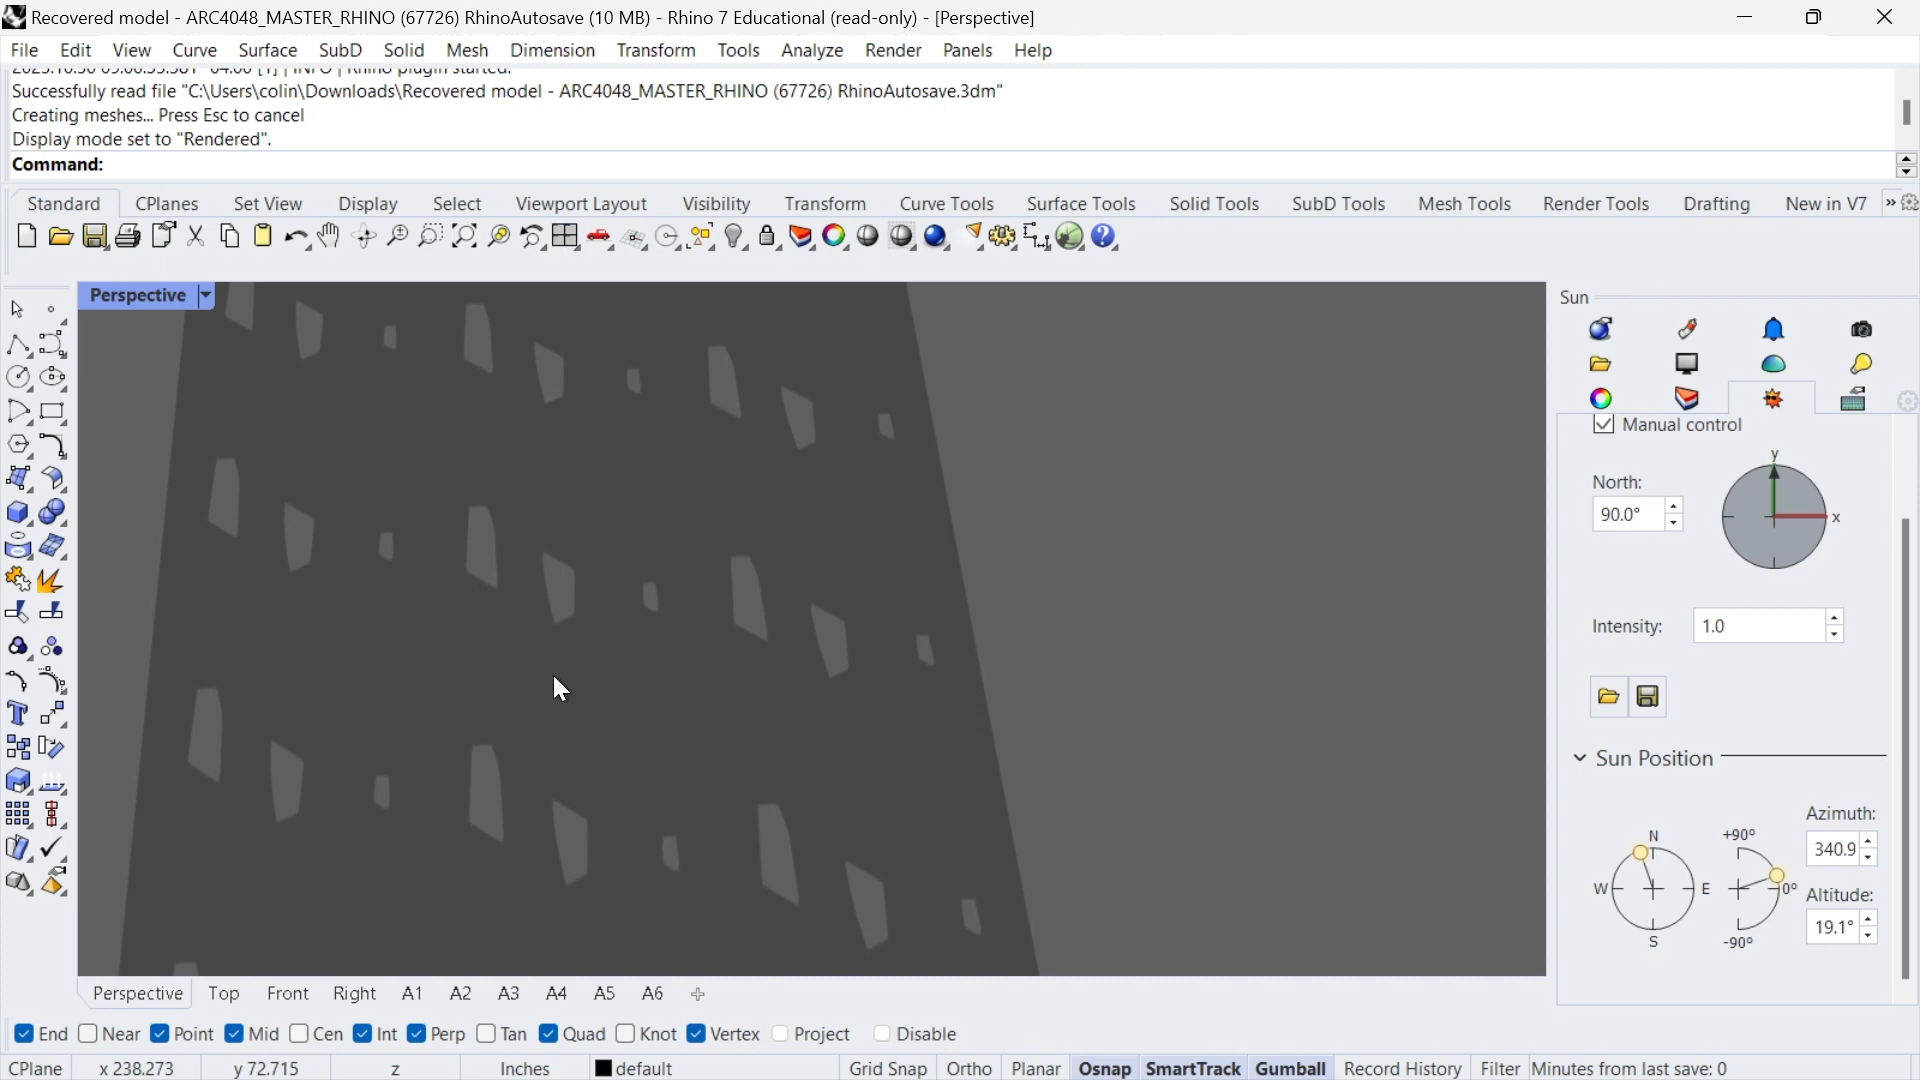 Recovered model - ARC4048_MASTER_RHINO (67726) RhinoAutosave (10 MB) - Rhino 7 Educational (read-only) - [Perspective]
File Edit View Curve Surface SubD Solid Mesh Dimension Transform Tools Analyze Render Panels Help
Successfully read file "C:\Users\colin\Downloads\Recovered model - ARC4048_MASTER_RHINO (67726) RhinoAutosave.3dm"
Creating meshes... Press Esc to cancel
Display mode set to "Rendered".
Command:
Standard CPlanes Set View Display Select Viewport Layout Visibility Transform Curve Tools Surface Tools Solid Tools SubD Tools Mesh Tools Render Tools Drafting New in V7 »
Perspective
Sun
Manual control
y
North:
90.0°
x
Intensity: 1.0
Sun Position
Azimuth:
N +90°
340.9
W E 0°
Altitude:
19.1°
S -90°
Perspective Top Front Right A1 A2 A3 A4 A5 A6
End Near Point Mid Cen Int Perp Tan Quad Knot Vertex Project Disable
CPlane x 238.273 y 72.715 z Inches default Grid Snap Ortho Planar Osnap SmartTrack Gumball Record History Filter Minutes from last save: 0